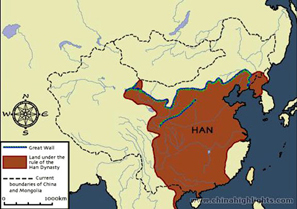 N
W
E
S
HAN
Great Wall
Land under the
rule of the
Han Dynasty
Current
boundaries of China
and Mongolia
0
1000km
www.chinahighlights.com